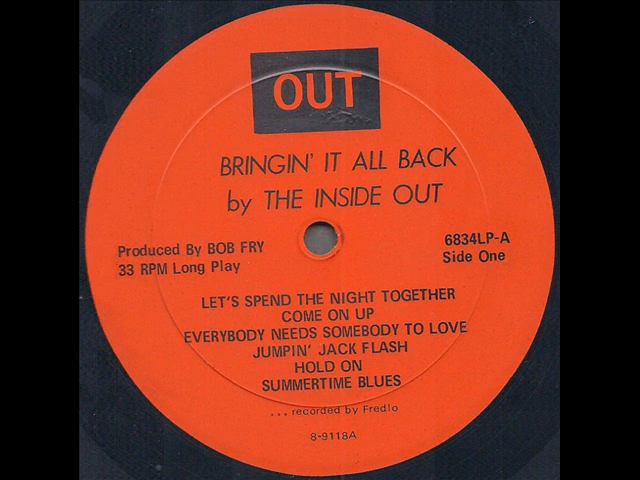 OUT
BRINGIN' IT ALL BACK
by THE INSIDE OUT
Produced By BOB FRY
33 RPM Long Play
6834LP-A
Side One
LET'S SPEND THE NIGHT TOGETHER
COME ON UP
EVERYBODY NEEDS SOMEBODY TO LOVE
JUMPIN' JACK FLASH
HOLD ON
SUMMERTIME BLUES
... recorded by Fredlo
8-9118A